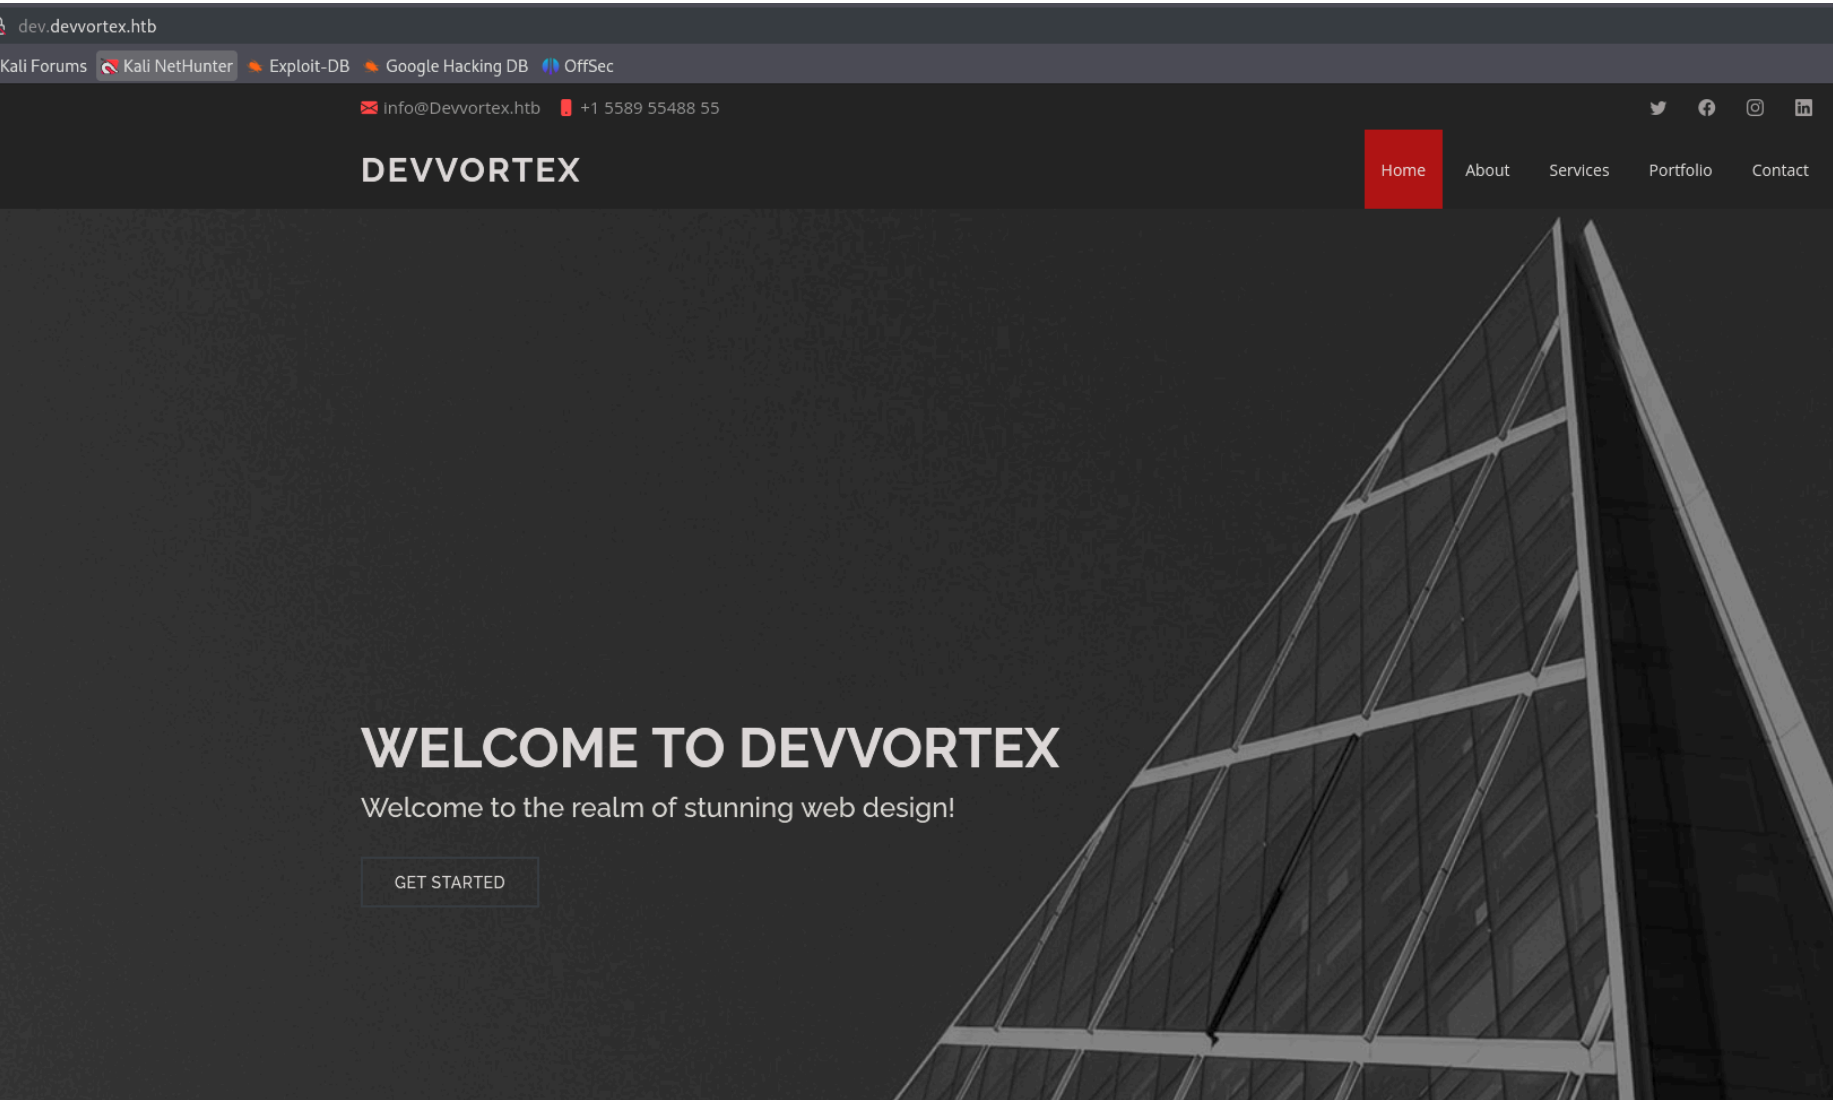 dev.devvortex.htb
Kali Forums Kali NetHunter Exploit-DB Google Hacking DB OffSec
info@Devvortex.htb +1 5589 55488 55
DEVVORTEX
Home About Services Portfolio Contact
WELCOME TO DEVVORTEX
Welcome to the realm of stunning web design!
GET STARTED